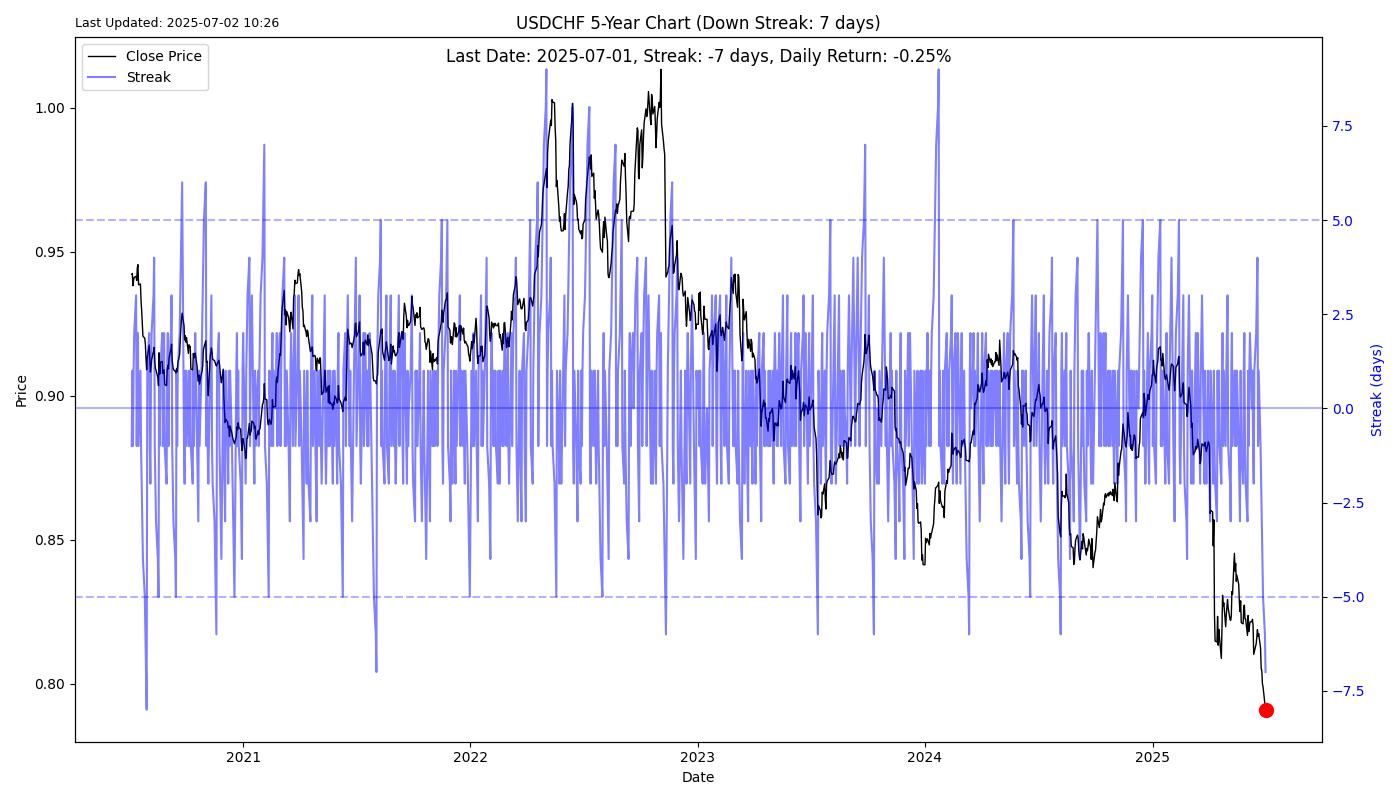 Last Updated: 2025-07-02 10:26
USDCHF 5-Year Chart (Down Streak: 7 days)
Last Date: 2025-07-01, Streak: -7 days, Daily Return: -0.25%
Close Price
Streak
Price
1.00
0.95
0.90
0.85
0.80
7.5
5.0
2.5
0.0
−2.5
−5.0
−7.5
Streak (days)
2021
2022
2023
2024
2025
Date